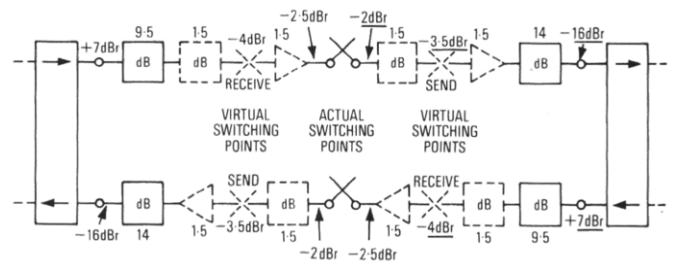 9·5 1·5 1·5 -2·5dBr -2dBr 1·5 1·5 14
+7dBr -4dBr -3·5dBr -16dBr
dB dB dB dB
RECEIVE SEND
VIRTUAL SWITCHING POINTS
ACTUAL SWITCHING POINTS
VIRTUAL SWITCHING POINTS
SEND RECEIVE
dB dB dB dB
-16dBr 14 1·5 -3·5dBr 1·5 -2dBr -2·5dBr 1·5 -4dBr 1·5 9·5 +7dBr